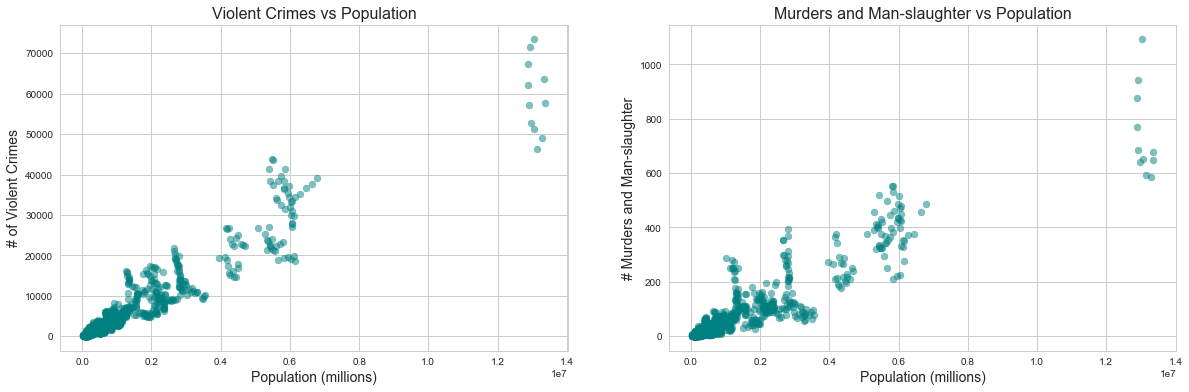 Violent Crimes vs Population
# of Violent Crimes
70000
60000
50000
40000
30000
20000
10000
0
0.0 0.2 0.4 0.6 0.8 1.0 1.2 1.4
1e7
Population (millions)
Murders and Man-slaughter vs Population
# Murders and Man-slaughter
1000
800
600
400
200
0
0.0 0.2 0.4 0.6 0.8 1.0 1.2 1.4
1e7
Population (millions)